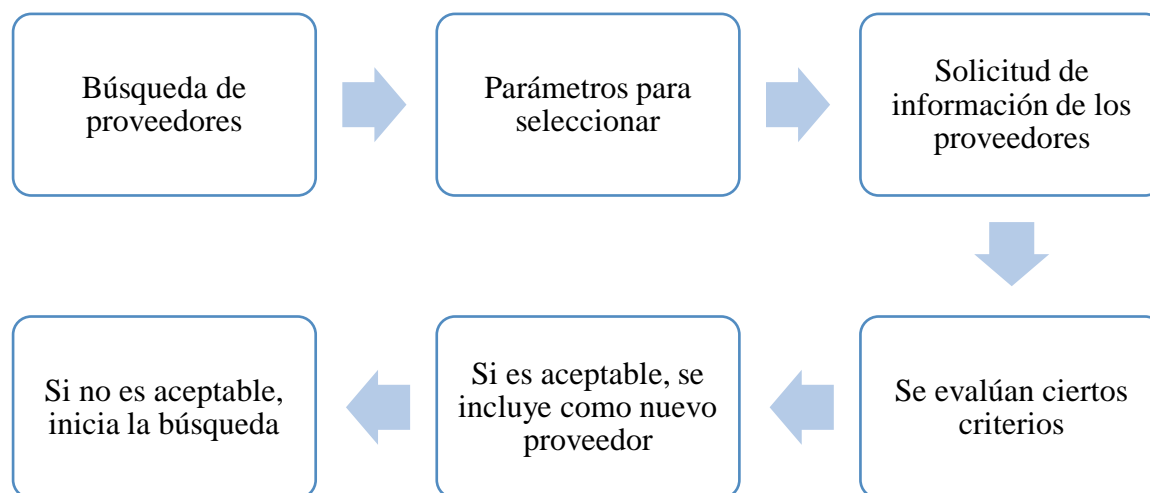 Búsqueda de
proveedores
Parámetros para
seleccionar
Solicitud de
información de los
proveedores
Se evalúan ciertos
criterios
Si es aceptable, se
incluye como nuevo
proveedor
Si no es aceptable,
inicia la búsqueda